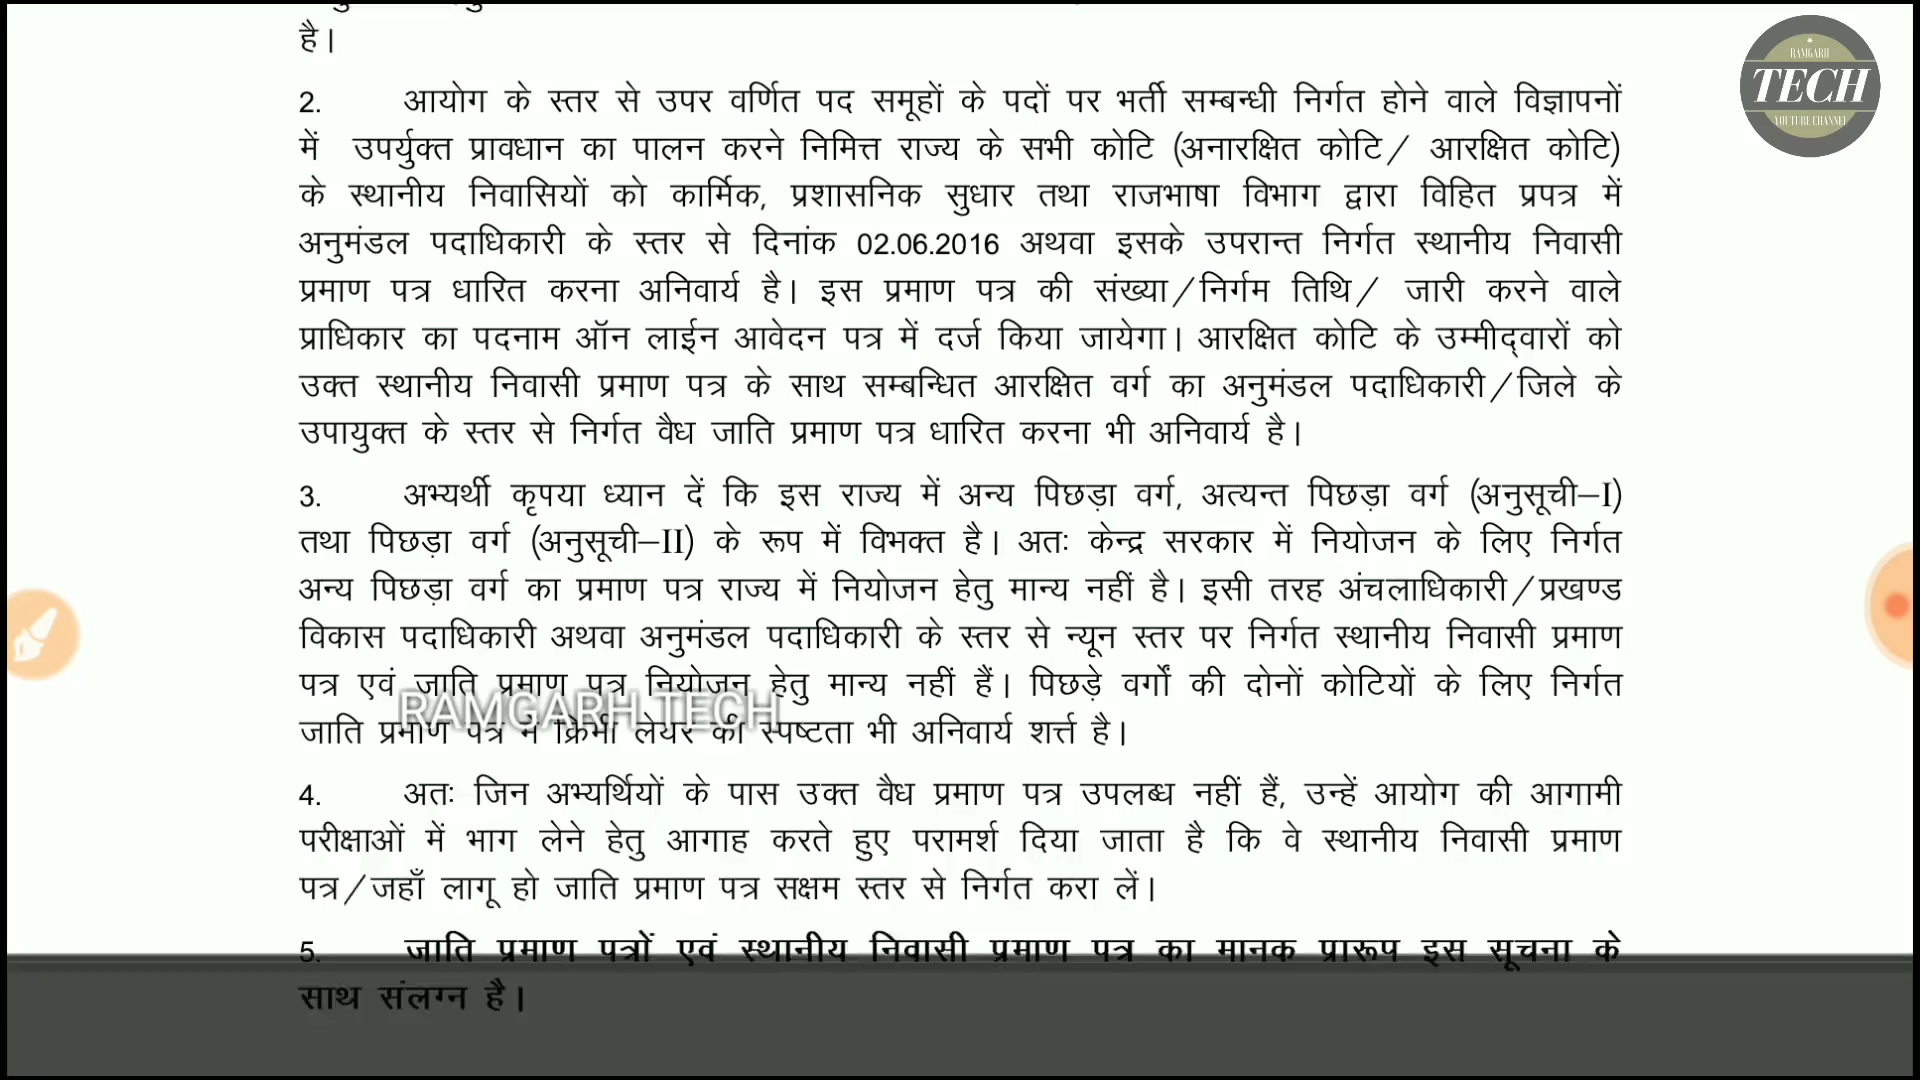 है।
RAMGARH
TECH
YOUTUBE CHANNEL
2. आयोग के स्तर से उपर वर्णित पद समूहों के पदों पर भर्ती सम्बन्धी निर्गत होने वाले विज्ञापनों
में उपर्युक्त प्रावधान का पालन करने निमित्त राज्य के सभी कोटि (अनारक्षित कोटि/ आरक्षित कोटि)
के स्थानीय निवासियों को कार्मिक, प्रशासनिक सुधार तथा राजभाषा विभाग द्वारा विहित प्रपत्र में
अनुमंडल पदाधिकारी के स्तर से दिनांक 02.06.2016 अथवा इसके उपरान्त निर्गत स्थानीय निवासी
प्रमाण पत्र धारित करना अनिवार्य है। इस प्रमाण पत्र की संख्या/निर्गम तिथि/ जारी करने वाले
प्राधिकार का पदनाम ऑन लाईन आवेदन पत्र में दर्ज किया जायेगा। आरक्षित कोटि के उम्मीद्वारों को
उक्त स्थानीय निवासी प्रमाण पत्र के साथ सम्बन्धित आरक्षित वर्ग का अनुमंडल पदाधिकारी/जिले के
उपायुक्त के स्तर से निर्गत वैध जाति प्रमाण पत्र धारित करना भी अनिवार्य है।
3. अभ्यर्थी कृपया ध्यान दें कि इस राज्य में अन्य पिछड़ा वर्ग, अत्यन्त पिछड़ा वर्ग (अनुसूची–I)
तथा पिछड़ा वर्ग (अनुसूची–II) के रूप में विभक्त है। अतः केन्द्र सरकार में नियोजन के लिए निर्गत
अन्य पिछड़ा वर्ग का प्रमाण पत्र राज्य में नियोजन हेतु मान्य नहीं है। इसी तरह अंचलाधिकारी/प्रखण्ड
विकास पदाधिकारी अथवा अनुमंडल पदाधिकारी के स्तर से न्यून स्तर पर निर्गत स्थानीय निवासी प्रमाण
पत्र एवं जाति प्रमाण पत्र नियोजन हेतु मान्य नहीं हैं। पिछड़े वर्गों की दोनों कोटियों के लिए निर्गत
RAMGARH TECH
जाति प्रमाण पत्र में क्रिमी लेयर की स्पष्टता भी अनिवार्य शर्त्त है।
4. अतः जिन अभ्यर्थियों के पास उक्त वैध प्रमाण पत्र उपलब्ध नहीं हैं, उन्हें आयोग की आगामी
परीक्षाओं में भाग लेने हेतु आगाह करते हुए परामर्श दिया जाता है कि वे स्थानीय निवासी प्रमाण
पत्र/जहाँ लागू हो जाति प्रमाण पत्र सक्षम स्तर से निर्गत करा लें।
5. जाति प्रमाण पत्रों एवं स्थानीय निवासी प्रमाण पत्र का मानक प्रारूप इस सूचना के
साथ संलग्न है।